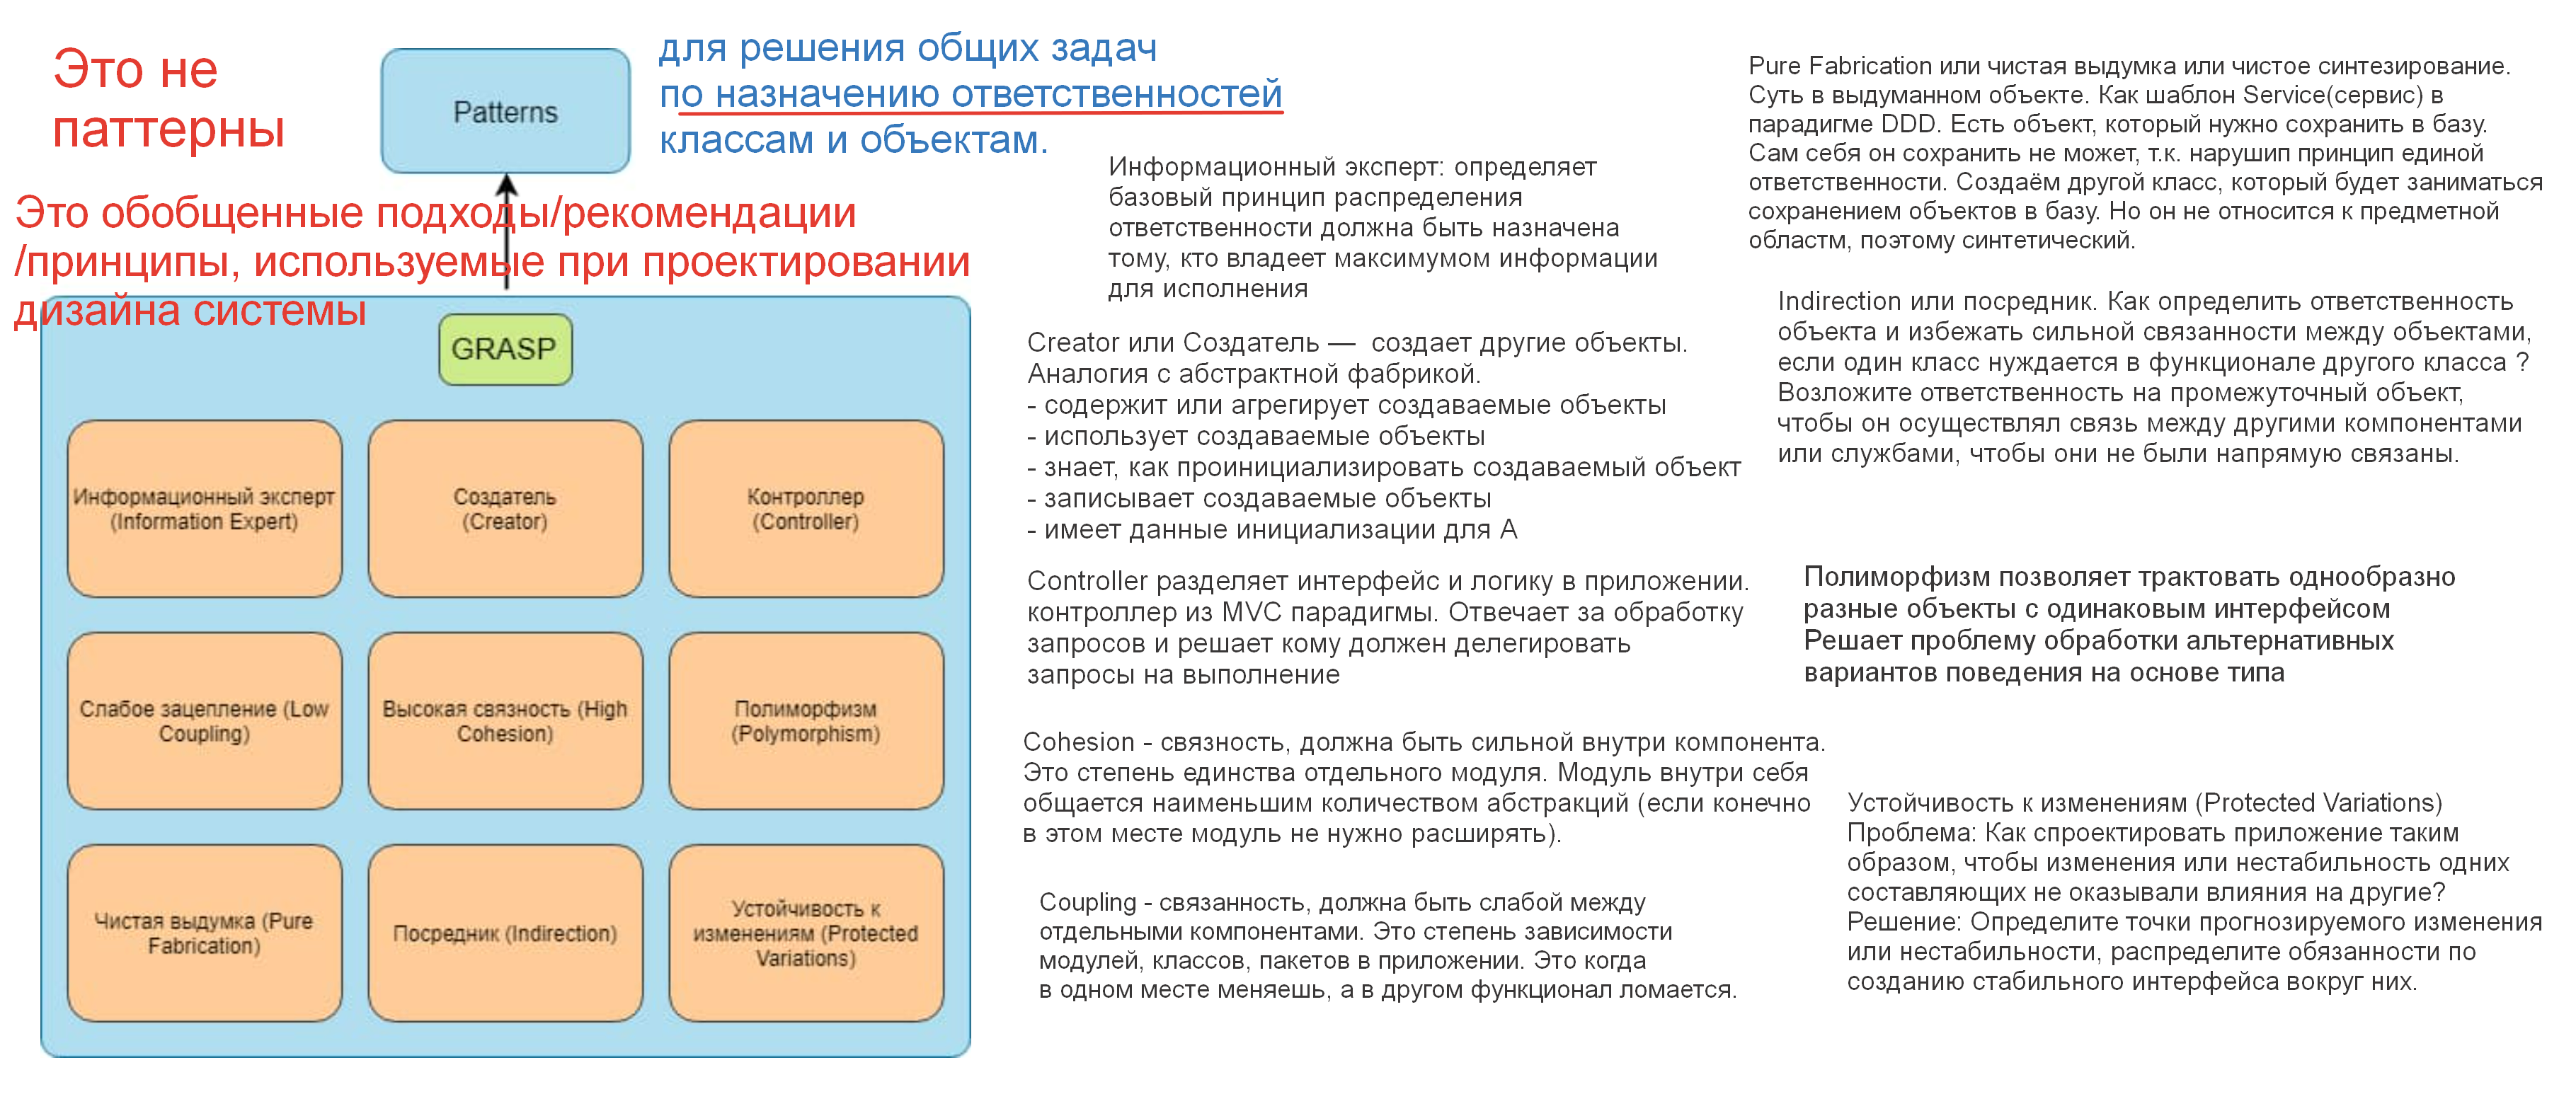 Это не
паттерны
Patterns
для решения общих задач
по назначению ответственностей
классам и объектам.
Это обобщенные подходы/рекомендации
/принципы, используемые при проектировании
дизайна системы
GRASP
Информационный эксперт
(Information Expert)
Создатель
(Creator)
Контроллер
(Controller)
Слабое зацепление (Low
Coupling)
Высокая связность (High
Cohesion)
Полиморфизм
(Polymorphism)
Чистая выдумка (Pure
Fabrication)
Посредник (Indirection)
Устойчивость к
изменениям (Protected
Variations)
Информационный эксперт: определяет
базовый принцип распределения
ответственности должна быть назначена
тому, кто владеет максимумом информации
для исполнения
Creator или Создатель — создает другие объекты.
Аналогия с абстрактной фабрикой.
- содержит или агрегирует создаваемые объекты
- использует создаваемые объекты
- знает, как проинициализировать создаваемый объект
- записывает создаваемые объекты
- имеет данные инициализации для А
Controller разделяет интерфейс и логику в приложении.
контроллер из MVC парадигмы. Отвечает за обработку
запросов и решает кому должен делегировать
запросы на выполнение
Cohesion - связность, должна быть сильной внутри компонента.
Это степень единства отдельного модуля. Модуль внутри себя
общается наименьшим количеством абстракций (если конечно
в этом месте модуль не нужно расширять).
Coupling - связанность, должна быть слабой между
отдельными компонентами. Это степень зависимости
модулей, классов, пакетов в приложении. Это когда
в одном месте меняешь, а в другом функционал ломается.
Pure Fabrication или чистая выдумка или чистое синтезирование.
Суть в выдуманном объекте. Как шаблон Service(сервис) в
парадигме DDD. Есть объект, который нужно сохранить в базу.
Сам себя он сохранить не может, т.к. нарушип принцип единой
ответственности. Создаём другой класс, который будет заниматься
сохранением объектов в базу. Но он не относится к предметной
областм, поэтому синтетический.
Indirection или посредник. Как определить ответственность
объекта и избежать сильной связанности между объектами,
если один класс нуждается в функционале другого класса ?
Возложите ответственность на промежуточный объект,
чтобы он осуществлял связь между другими компонентами
или службами, чтобы они не были напрямую связаны.
Полиморфизм позволяет трактовать однообразно
разные объекты с одинаковым интерфейсом
Решает проблему обработки альтернативных
вариантов поведения на основе типа
Устойчивость к изменениям (Protected Variations)
Проблема: Как спроектировать приложение таким
образом, чтобы изменения или нестабильность одних
составляющих не оказывали влияния на другие?
Решение: Определите точки прогнозируемого изменения
или нестабильности, распределите обязанности по
созданию стабильного интерфейса вокруг них.